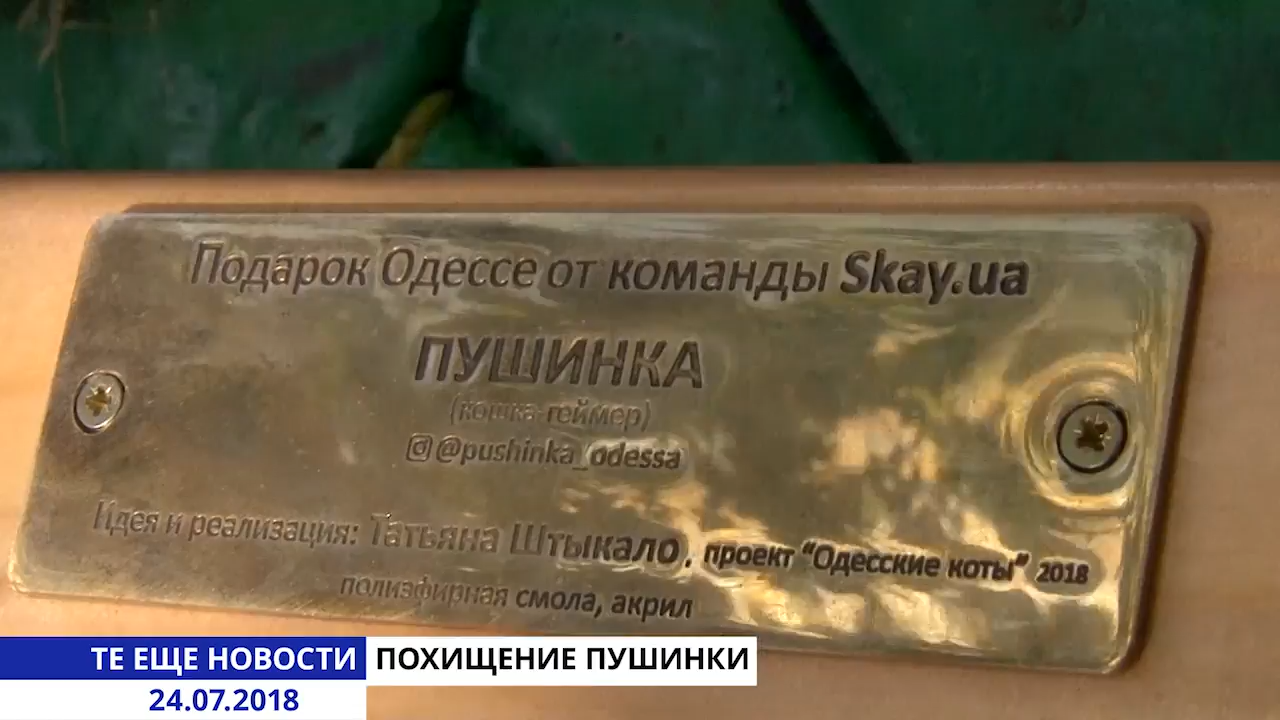 Подарок Одессе от команды Skay.ua
ПУШИНКА
(кошка-геймер)
@pushinka_odessa
Идея и реализация: Татьяна Штыкало, проект "Одесские коты" 2018
полиэфирная смола, акрил
ТЕ ЕЩЕ НОВОСТИ ПОХИЩЕНИЕ ПУШИНКИ
24.07.2018